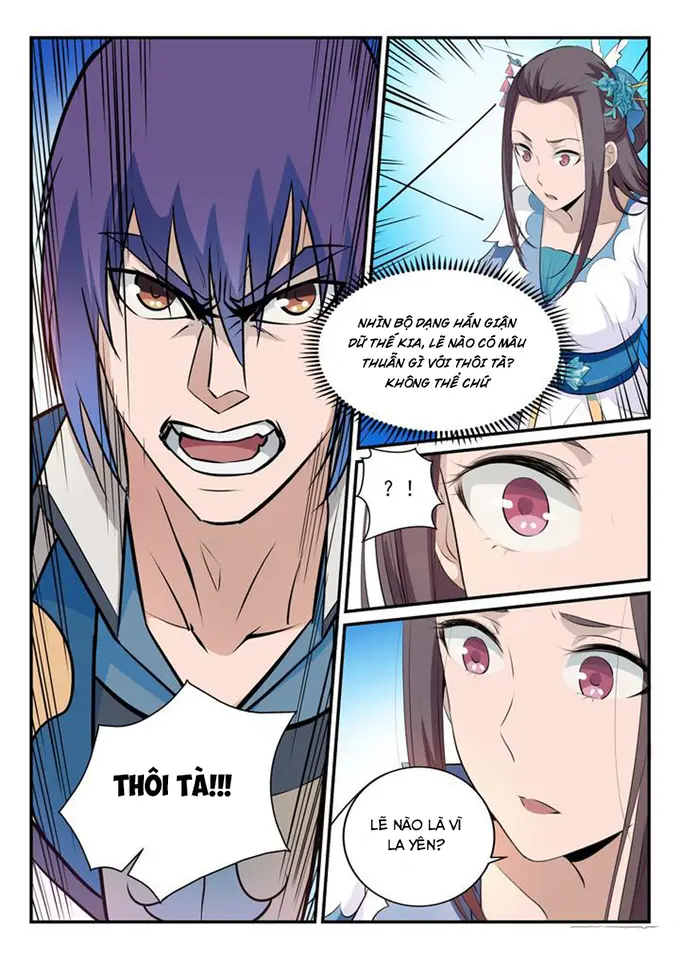 NHÌN BỘ DẠNG HẮN GIẬN
DỮ THẾ KIA, LẼ NÀO CÓ MÂU
THUẪN GÌ VỚI THÔI TÀ?
KHÔNG THỂ CHỨ
? !
THÔI TÀ!!!
LẼ NÀO LÀ VÌ
LA YÊN?